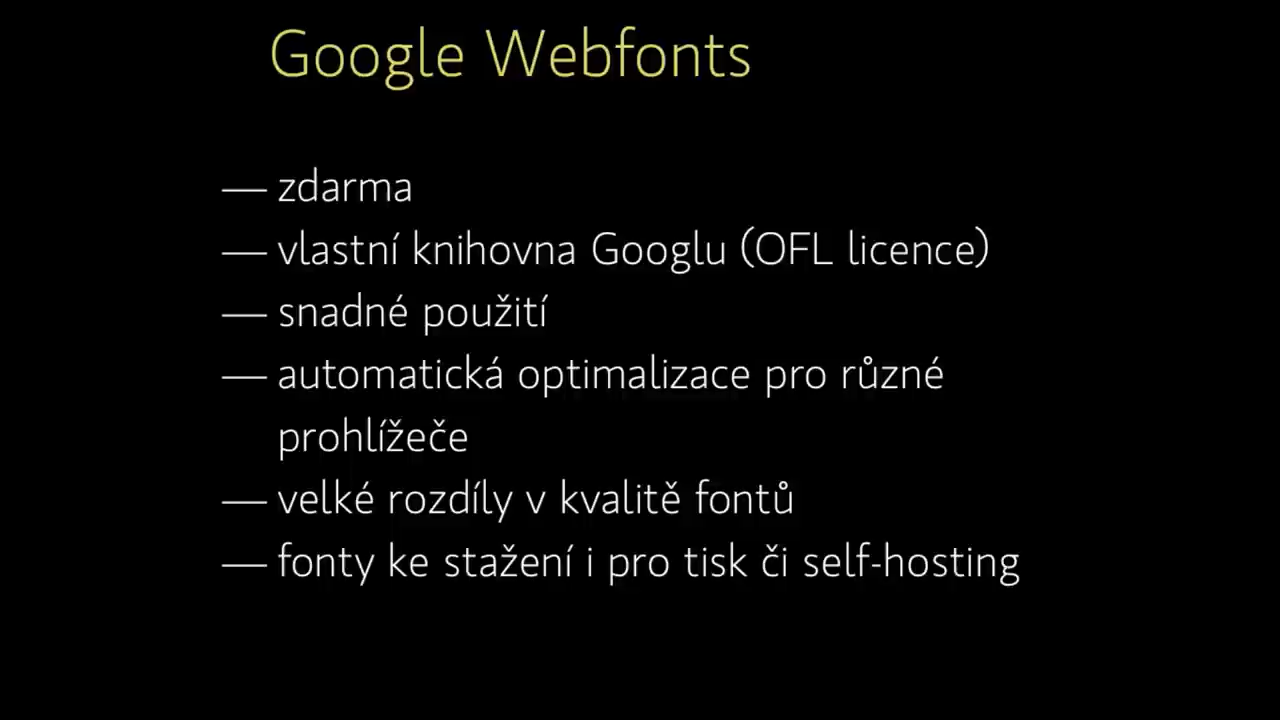 Google Webfonts
— zdarma
— vlastní knihovna Googlu (OFL licence)
— snadné použití
— automatická optimalizace pro různé
prohlížeče
— velké rozdíly v kvalitě fontů
— fonty ke stažení i pro tisk či self-hosting